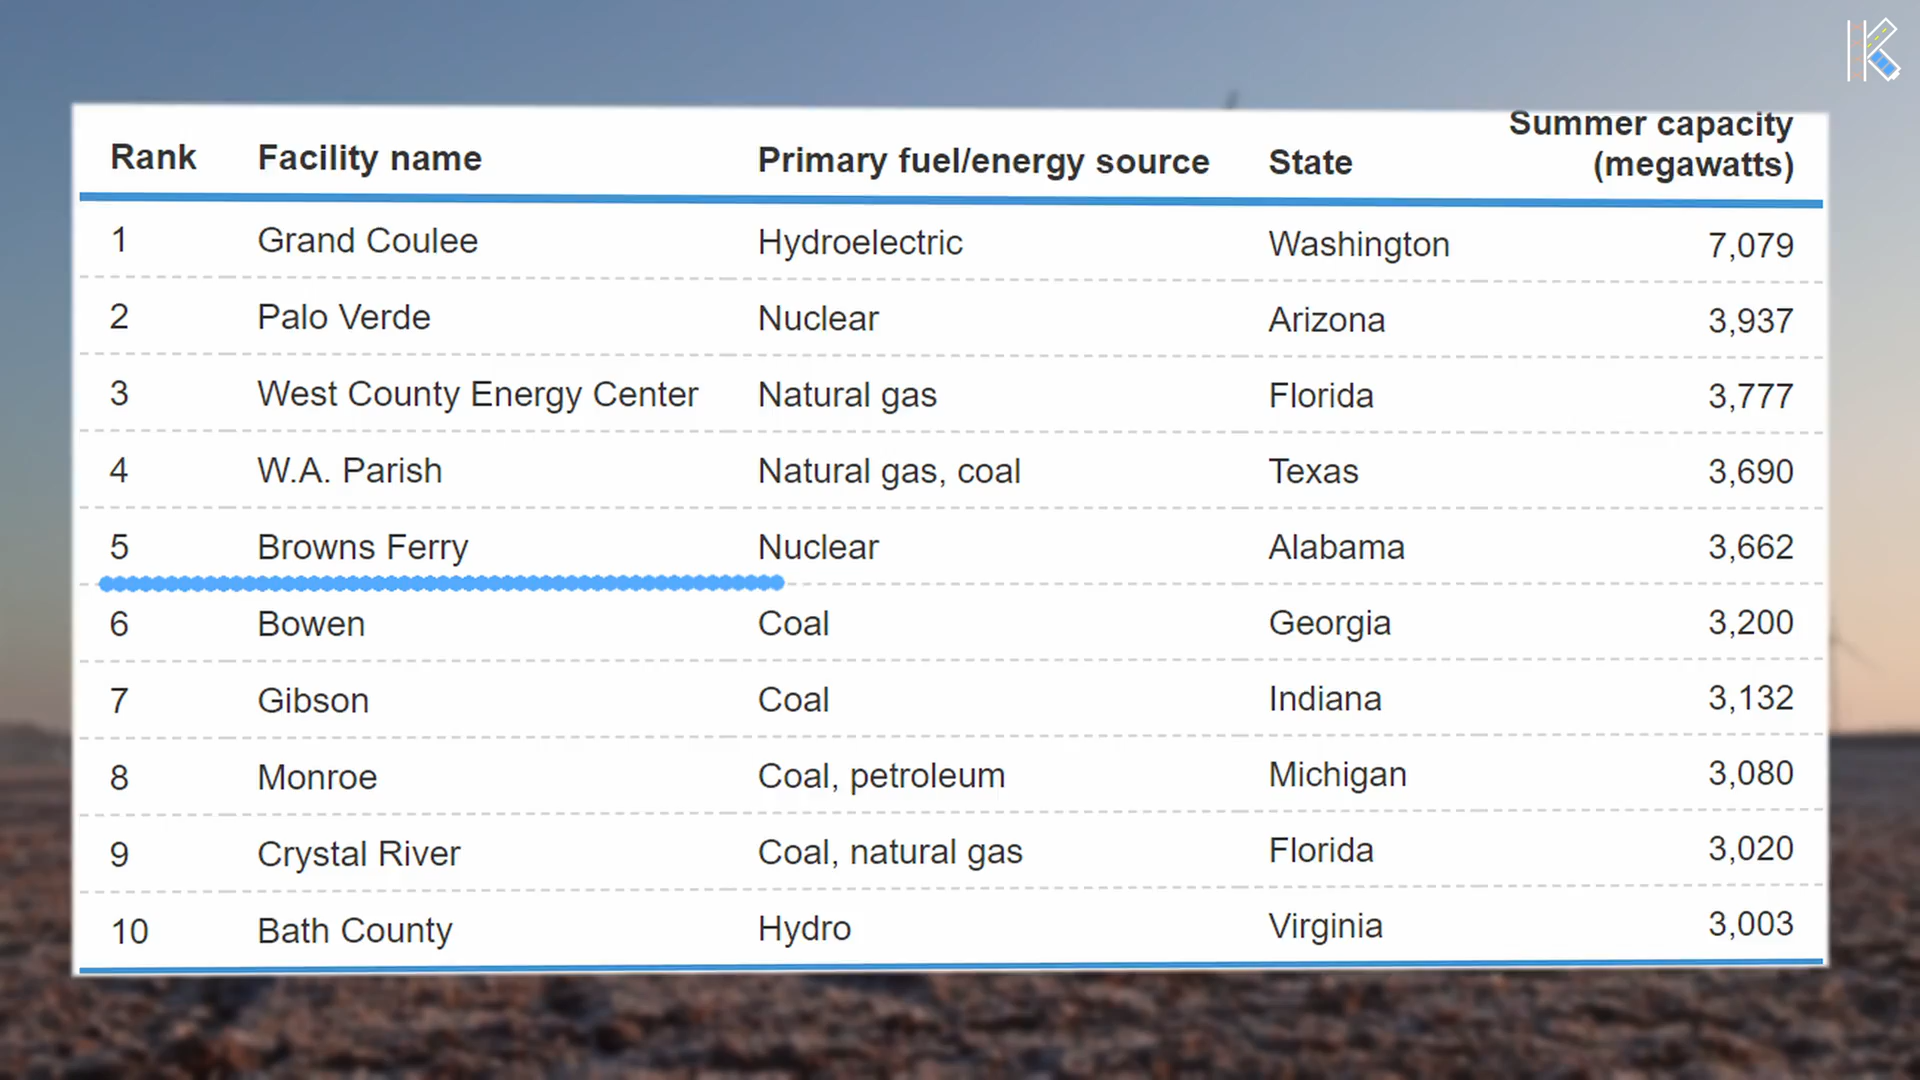 Rank Facility name Primary fuel/energy source State Summer capacity (megawatts)
1 Grand Coulee Hydroelectric Washington 7,079
2 Palo Verde Nuclear Arizona 3,937
3 West County Energy Center Natural gas Florida 3,777
4 W.A. Parish Natural gas, coal Texas 3,690
5 Browns Ferry Nuclear Alabama 3,662
6 Bowen Coal Georgia 3,200
7 Gibson Coal Indiana 3,132
8 Monroe Coal, petroleum Michigan 3,080
9 Crystal River Coal, natural gas Florida 3,020
10 Bath County Hydro Virginia 3,003